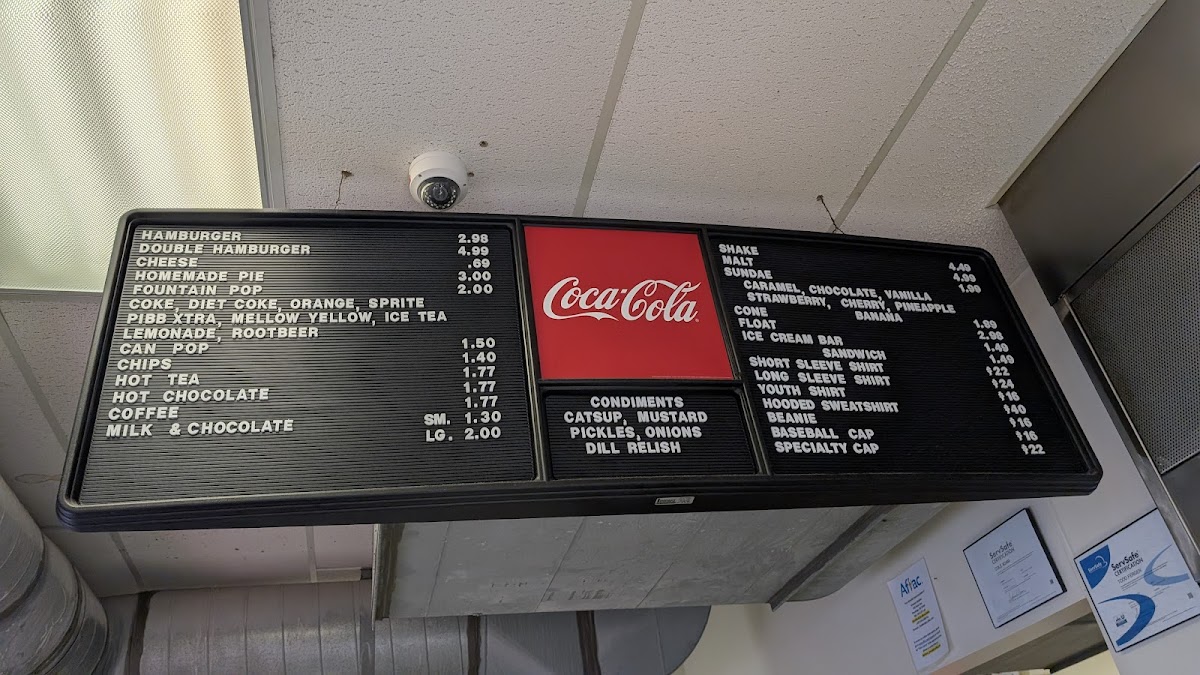 HAMBURGER 2.98
DOUBLE HAMBURGER 4.99
CHEESE .69
HOMEMADE PIE 3.00
FOUNTAIN POP 2.00
COKE, DIET COKE, ORANGE, SPRITE
PIBB XTRA, MELLOW YELLOW, ICE TEA
LEMONADE, ROOTBEER
CAN POP 1.50
CHIPS 1.40
HOT TEA 1.77
HOT CHOCOLATE 1.77
COFFEE 1.77
MILK & CHOCOLATE SM. 1.30
LG. 2.00
Coca-Cola
CONDIMENTS
CATSUP, MUSTARD
PICKLES, ONIONS
DILL RELISH
SHAKE 4.49
MALT 4.99
SUNDAE 1.99
CARAMEL, CHOCOLATE, VANILLA
STRAWBERRY, CHERRY, PINEAPPLE
BANANA
CONE 1.89
FLOAT 2.98
ICE CREAM BAR 1.49
SANDWICH 1.49
SHORT SLEEVE SHIRT $22
LONG SLEEVE SHIRT $24
YOUTH SHIRT $16
HOODED SWEATSHIRT $40
BEANIE $16
BASEBALL CAP $16
SPECIALTY CAP $22
Aflac
ServSafe
CERTIFICATION
ServSafe
CERTIFICATION